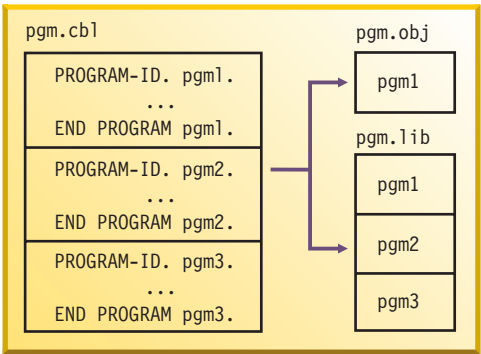 pgm.cbl
PROGRAM-ID. pgm1.
...
END PROGRAM pgm1.
PROGRAM-ID. pgm2.
...
END PROGRAM pgm2.
PROGRAM-ID. pgm3.
...
END PROGRAM pgm3.
pgm.obj
pgm1
pgm.lib
pgm1
pgm2
pgm3